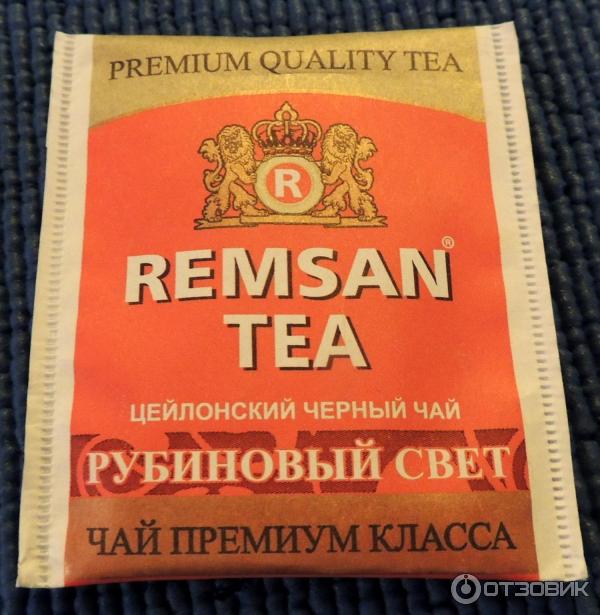 PREMIUM QUALITY TEA
R
REMSAN®
TEA
ЦЕЙЛОНСКИЙ ЧЕРНЫЙ ЧАЙ
РУБИНОВЫЙ СВЕТ
ЧАЙ ПРЕМИУМ КЛАССА
ОТЗОВИК